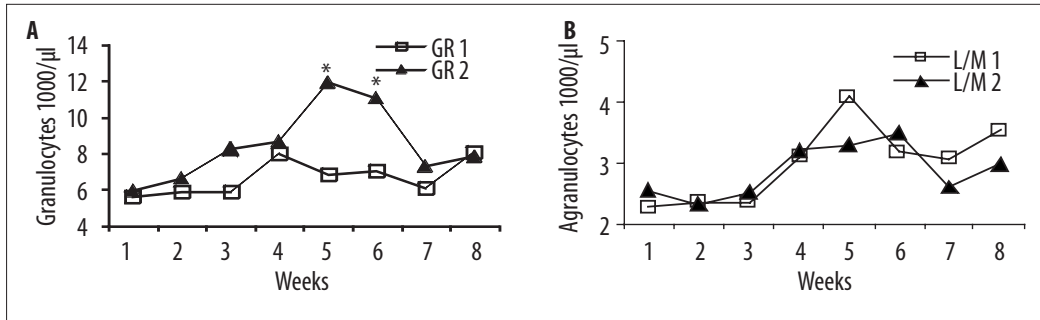 A
Granulocytes 1000/µl
14
12
10
8
6
4
GR 1
GR 2
*
*
1 2 3 4 5 6 7 8
Weeks
B
Agranulocytes 1000/µl
5
4
3
2
L/M 1
L/M 2
1 2 3 4 5 6 7 8
Weeks